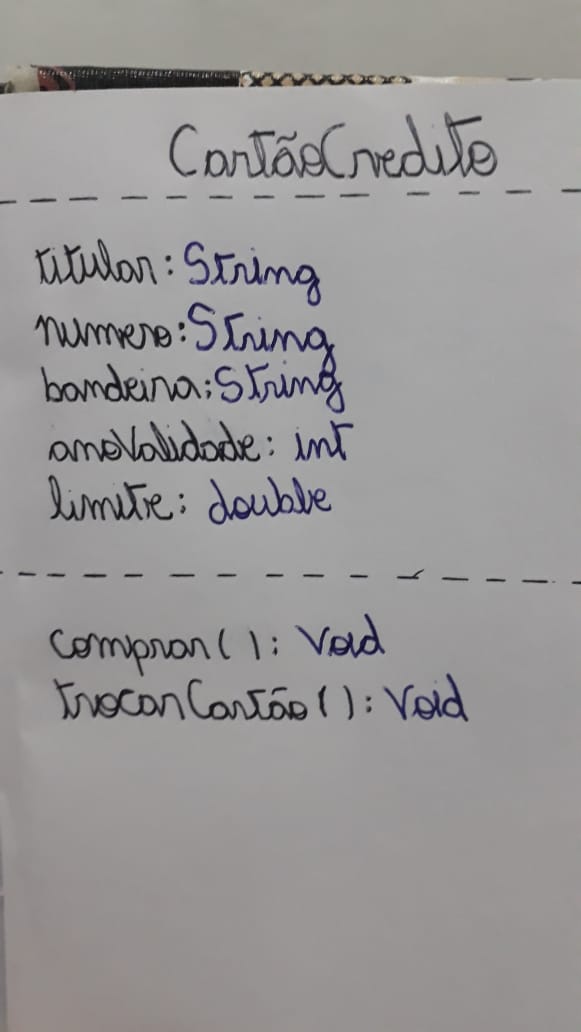 CartãoCredito
titular: String
numero: String
bandeira: String
anoValidade: int
limite: double
comprar( ): Void
trocarCartão( ): Void